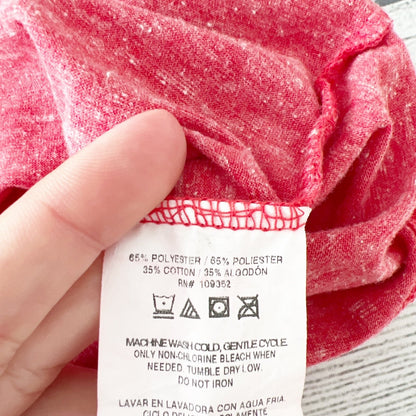 65% POLYESTER / 65% POLIESTER
35% COTTON / 35% ALGODÓN
RN# 109362
MACHINE WASH COLD, GENTLE CYCLE.
ONLY NON-CHLORINE BLEACH WHEN
NEEDED. TUMBLE DRY LOW.
DO NOT IRON
LAVAR EN LAVADORA CON AGUA FRIA.